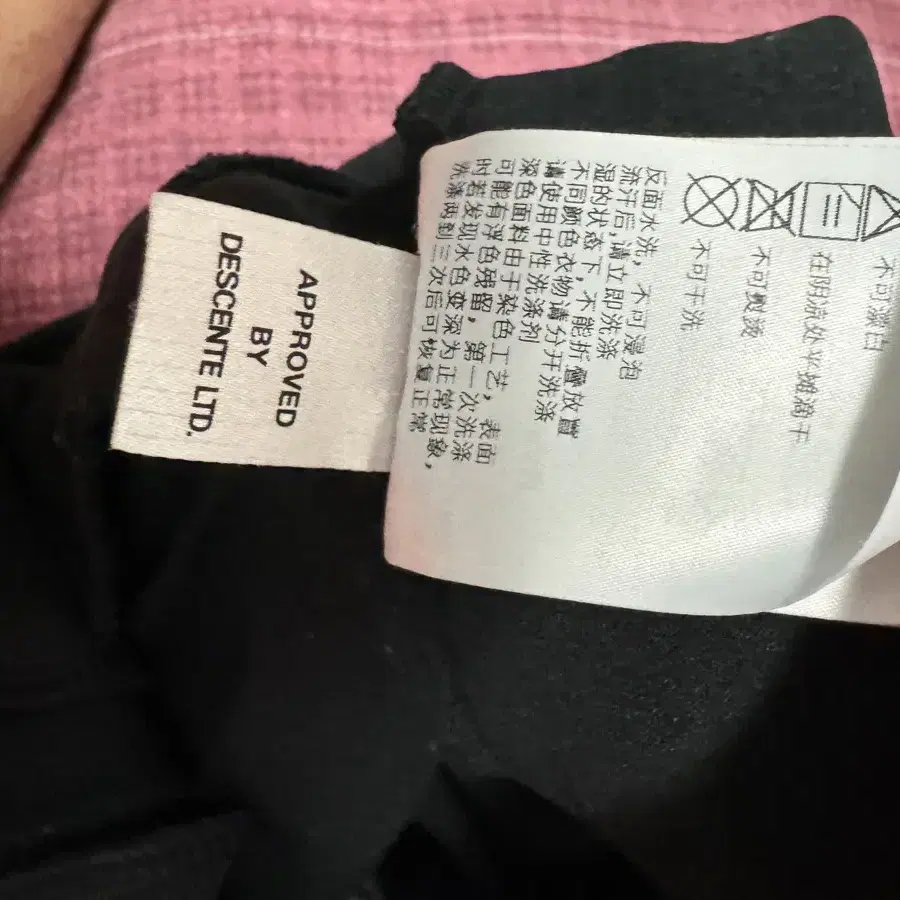 不可漂白
在阴凉处平摊滴干
不可熨烫
不可干洗
反面水洗，不可浸泡
流汗后,请立即洗涤
湿的状态下，不能折疊放置
不同颜色衣物请分开洗涤
请使用中性洗涤剂
深色面料由于染色工艺，表面
可能有浮色残留，第一次洗涤
时若发现水色变深为正常现象，
洗涤两到三次后可恢复正常
APPROVED
BY
DESCENTE LTD.